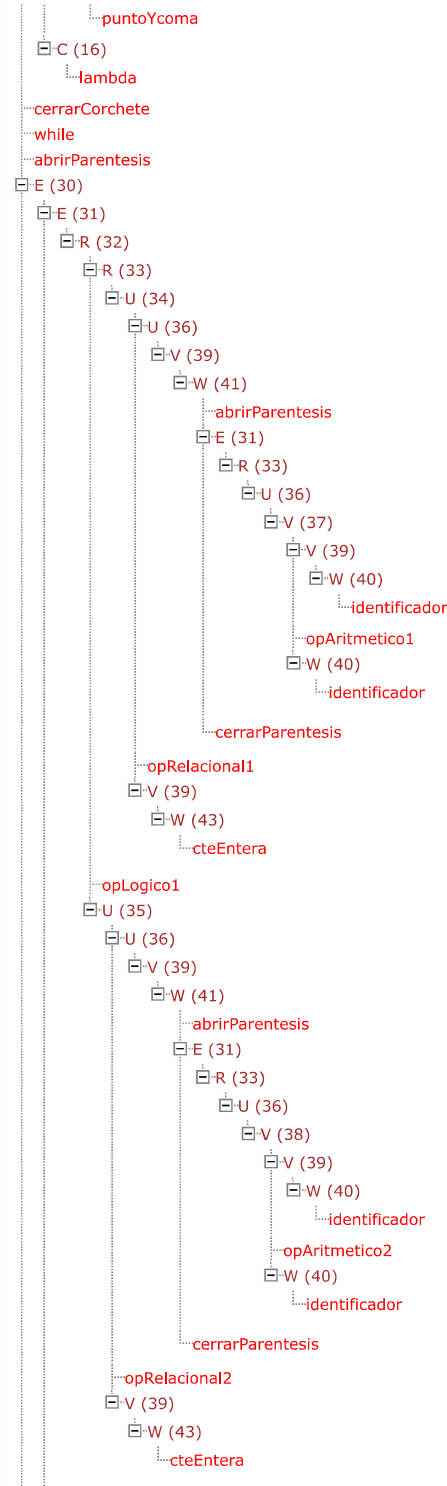 puntoYcoma
C (16)
lambda
cerrarCorchete
while
abrirParentesis
E (30)
E (31)
R (32)
R (33)
U (34)
U (36)
V (39)
W (41)
abrirParentesis
E (31)
R (33)
U (36)
V (37)
V (39)
W (40)
identificador
opAritmetico1
W (40)
identificador
cerrarParentesis
opRelacional1
V (39)
W (43)
cteEntera
opLogico1
U (35)
U (36)
V (39)
W (41)
abrirParentesis
E (31)
R (33)
U (36)
V (38)
V (39)
W (40)
identificador
opAritmetico2
W (40)
identificador
cerrarParentesis
opRelacional2
V (39)
W (43)
cteEntera